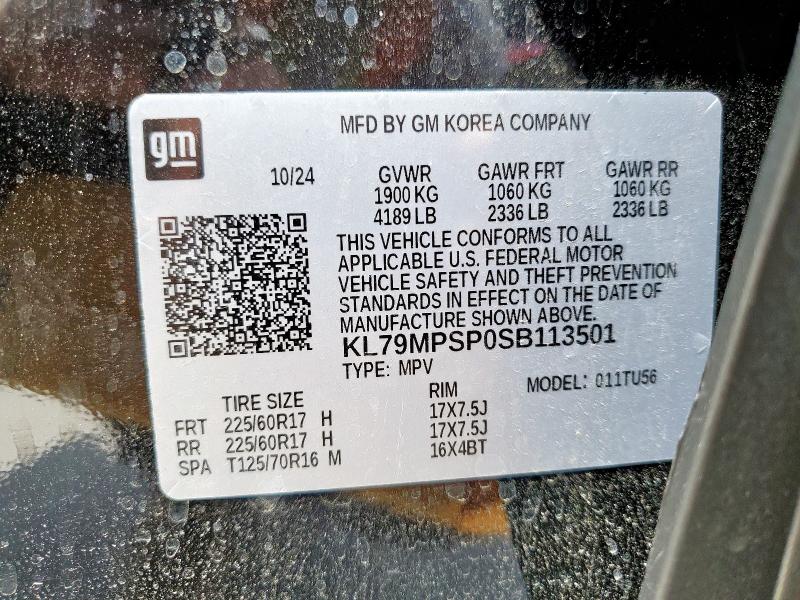 gm
MFD BY GM KOREA COMPANY
10/24 GVWR GAWR FRT GAWR RR
1900 KG 1060 KG 1060 KG
4189 LB 2336 LB 2336 LB
THIS VEHICLE CONFORMS TO ALL
APPLICABLE U.S. FEDERAL MOTOR
VEHICLE SAFETY AND THEFT PREVENTION
STANDARDS IN EFFECT ON THE DATE OF
MANUFACTURE SHOWN ABOVE.
KL79MPSP0SB113501
TYPE: MPV MODEL: 011TU56
TIRE SIZE RIM
FRT 225/60R17 H 17X7.5J
RR 225/60R17 H 17X7.5J
SPA T125/70R16 M 16X4BT